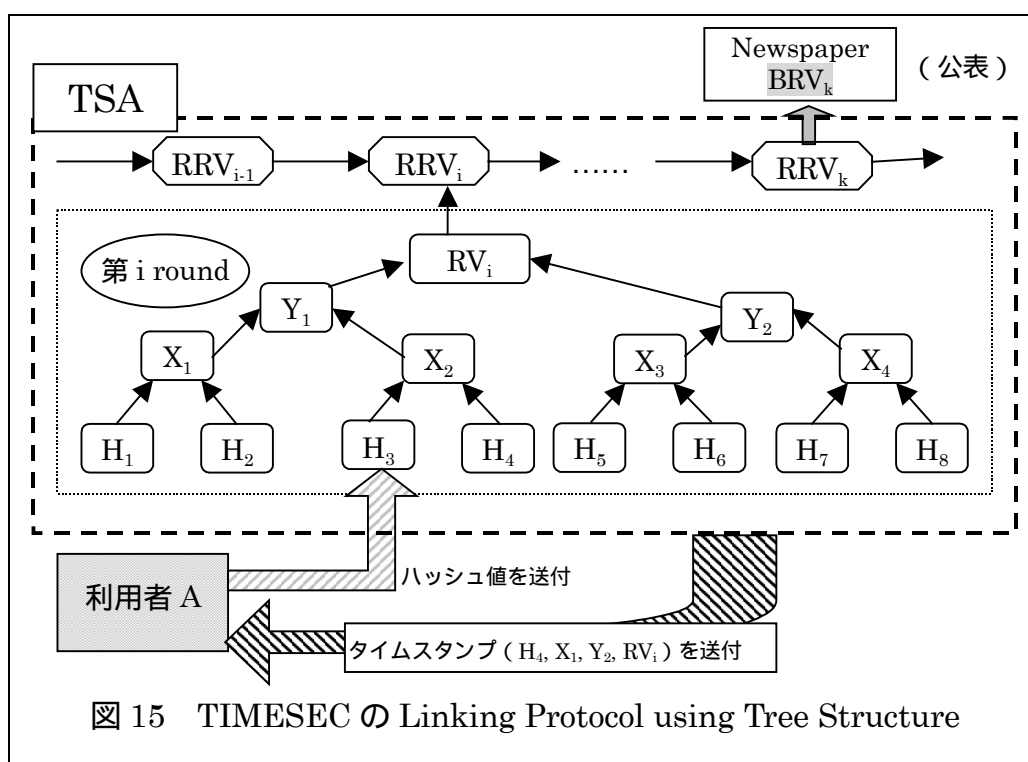 Newspaper
BRVk
(公表)
TSA
RRVi-1
RRVi
……
RRVk
第 i round
RVi
Y1
Y2
X1
X2
X3
X4
H1
H2
H3
H4
H5
H6
H7
H8
利用者 A
ハッシュ値を送付
タイムスタンプ(H4, X1, Y2, RVi)を送付
図 15 TIMESEC の Linking Protocol using Tree Structure